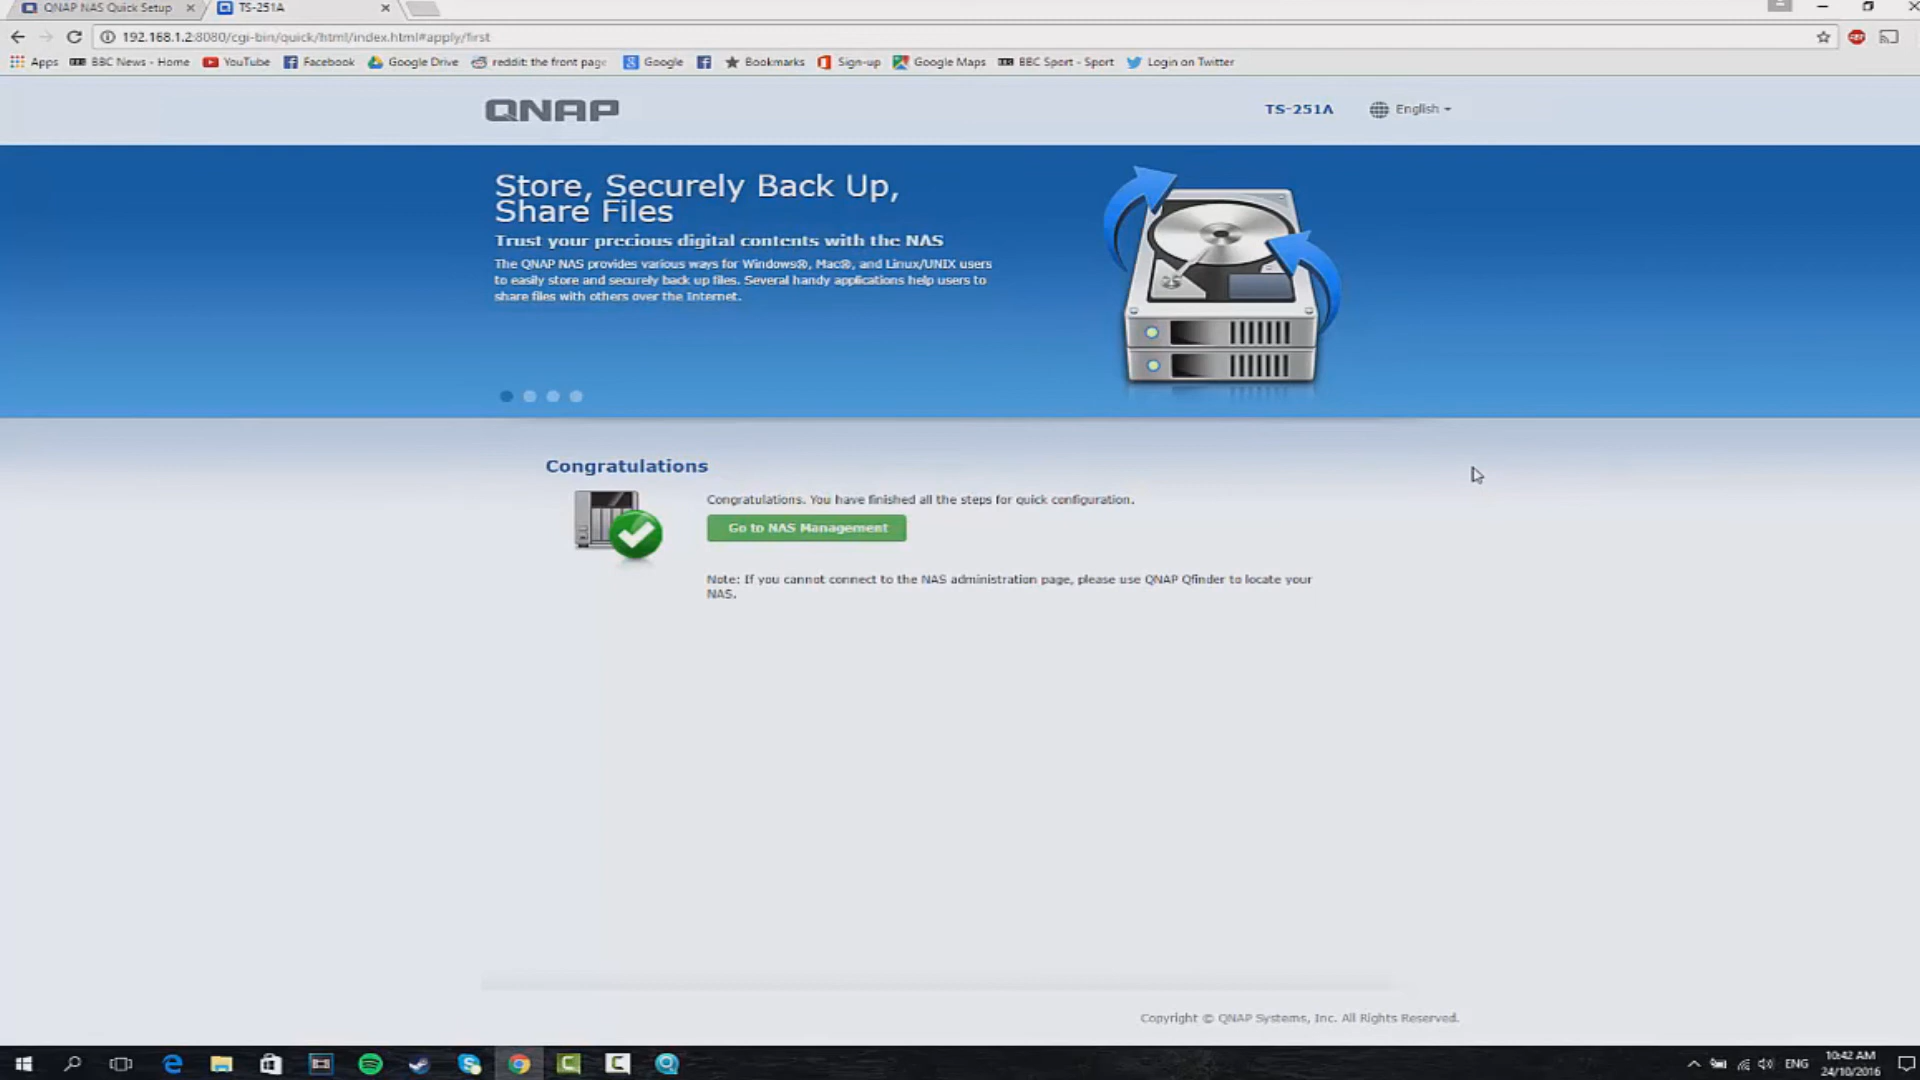 QNAP NAS Quick Setup
TS-251A
192.168.1.2:8080/cgi-bin/quick/html/index.html#apply/first
Apps
BBC News - Home
YouTube
Facebook
Google Drive
reddit: the front page
Google
Bookmarks
Sign-up
Google Maps
BBC Sport - Sport
Login on Twitter
QNAP
TS-251A
English
Store, Securely Back Up,
Share Files
Trust your precious digital contents with the NAS
The QNAP NAS provides various ways for Windows®, Mac®, and Linux/UNIX users
to easily store and securely back up files. Several handy applications help users to
share files with others over the Internet.
Congratulations
Congratulations. You have finished all the steps for quick configuration.
Go to NAS Management
Note: If you cannot connect to the NAS administration page, please use QNAP Qfinder to locate your
NAS.
Copyright © QNAP Systems, Inc. All Rights Reserved.
ENG
10:42 AM
24/10/2016